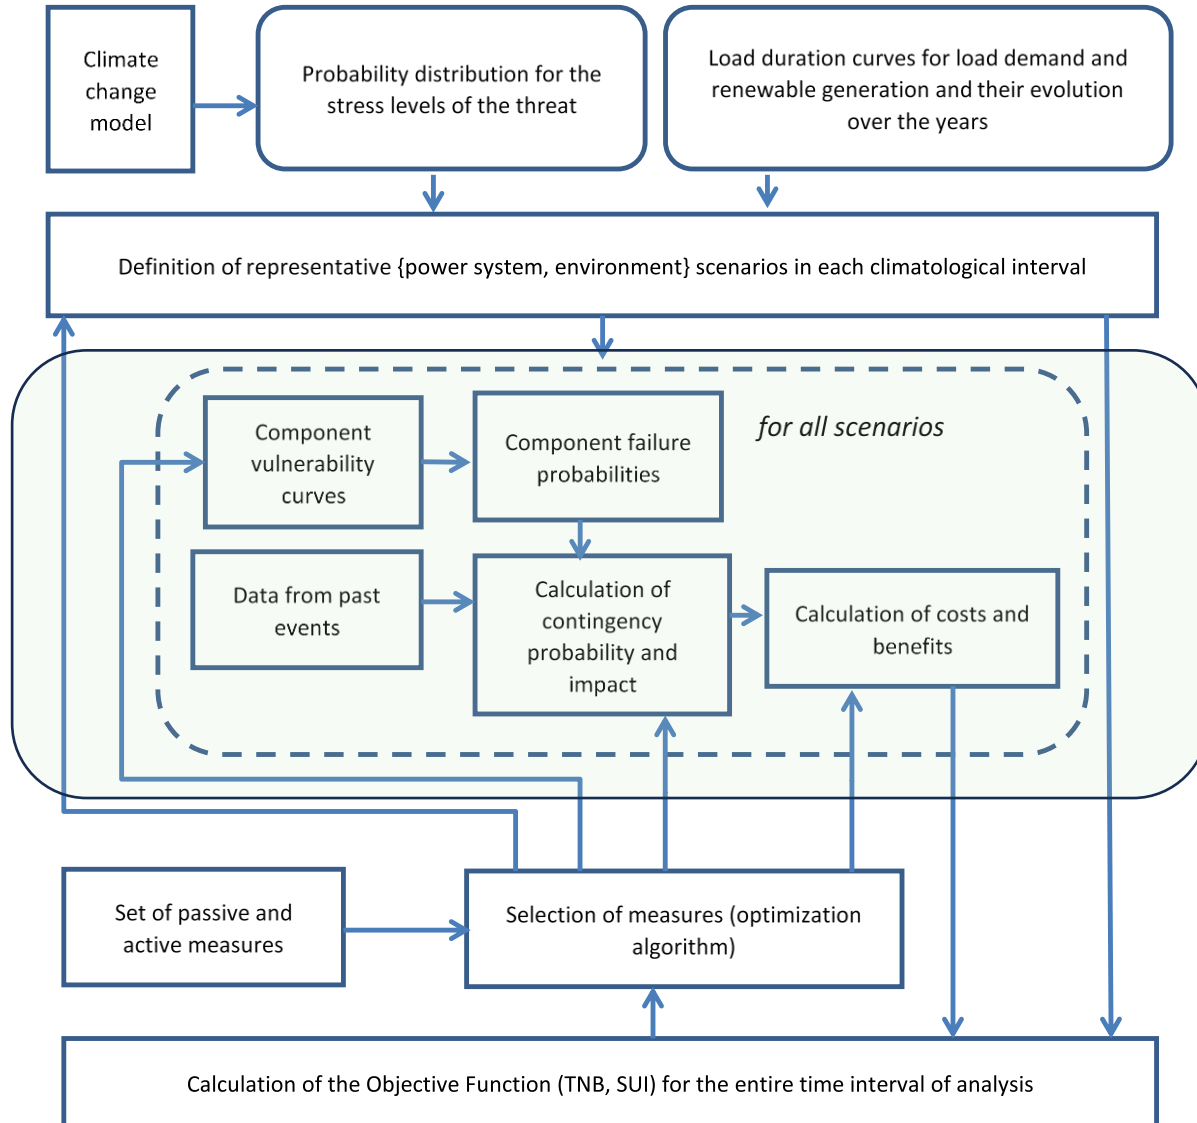 Climate
change
model
Probability distribution for the
stress levels of the threat
Load duration curves for load demand and
renewable generation and their evolution
over the years
Definition of representative {power system, environment} scenarios in each climatological interval
for all scenarios
Component
vulnerability
curves
Component failure
probabilities
Data from past
events
Calculation of
contingency
probability and
impact
Calculation of costs and
benefits
Set of passive and
active measures
Selection of measures (optimization
algorithm)
Calculation of the Objective Function (TNB, SUI) for the entire time interval of analysis